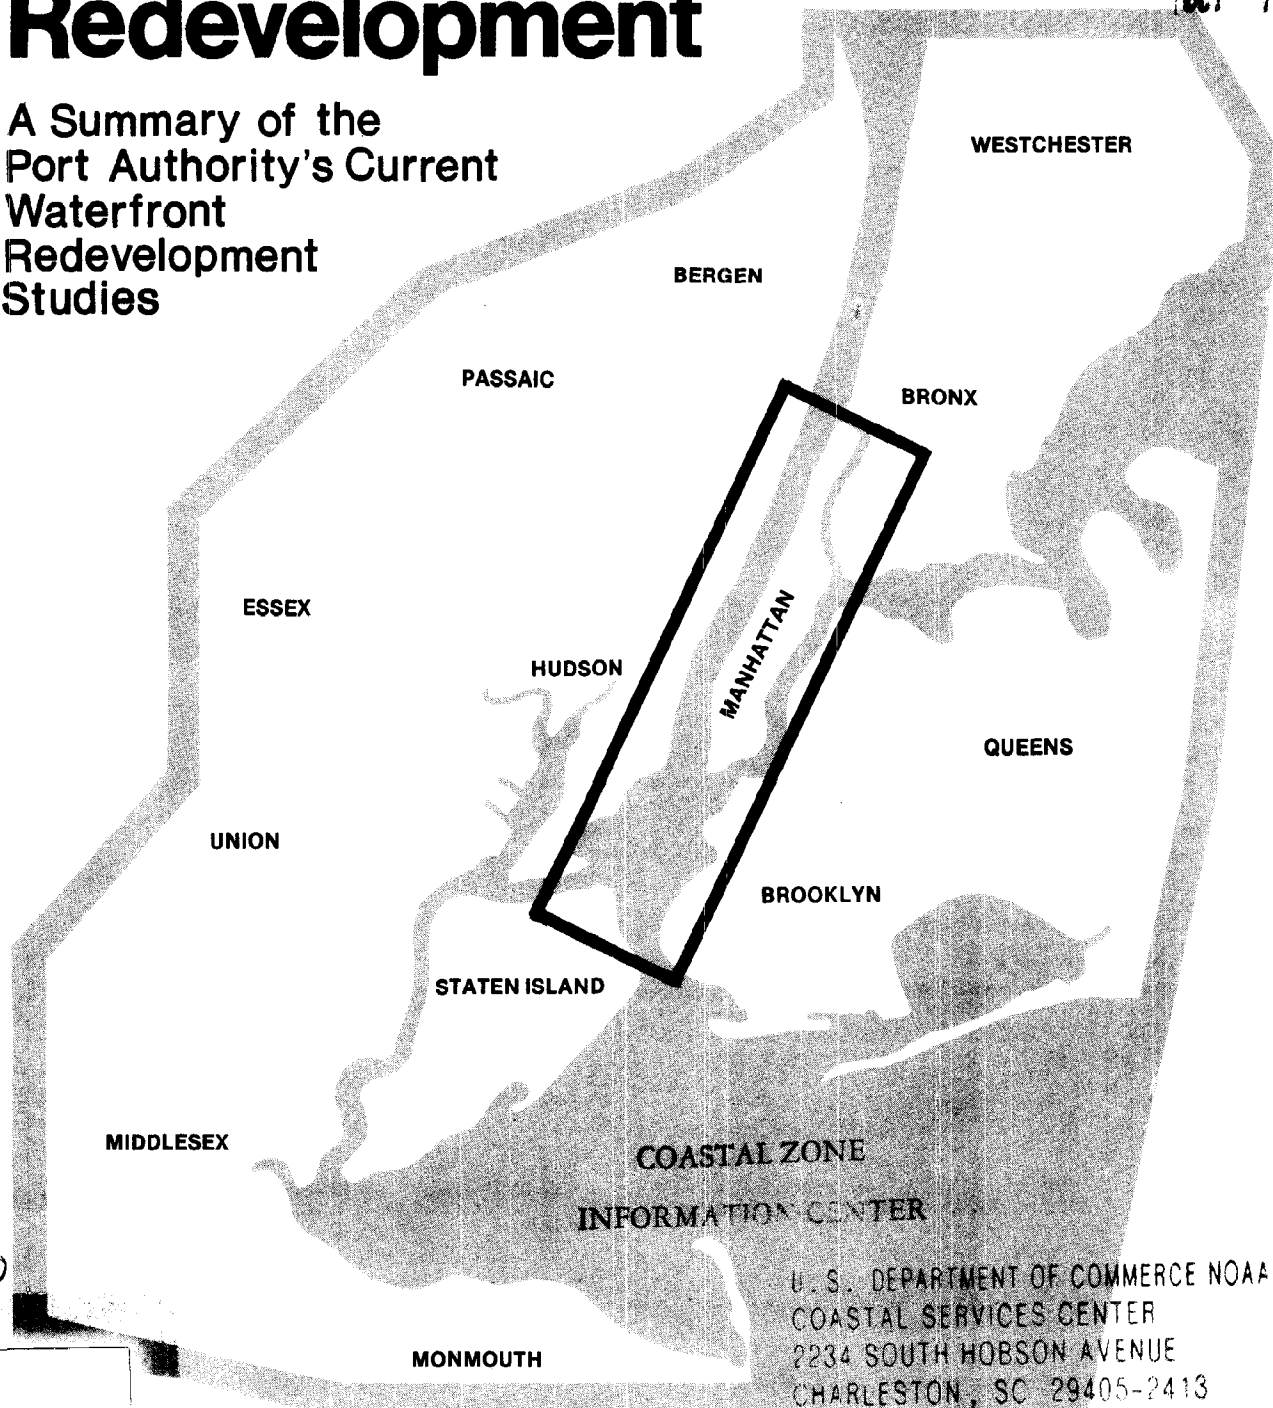 Redevelopment
A Summary of the
Port Authority's Current
Waterfront
Redevelopment
Studies
WESTCHESTER
BERGEN
PASSAIC
BRONX
ESSEX
HUDSON
MANHATTAN
QUEENS
UNION
BROOKLYN
STATEN ISLAND
MIDDLESEX
COASTAL ZONE
INFORMATION CENTER
U. S. DEPARTMENT OF COMMERCE NOAA
COASTAL SERVICES CENTER
2234 SOUTH HOBSON AVENUE
CHARLESTON, SC 29405-2413
MONMOUTH